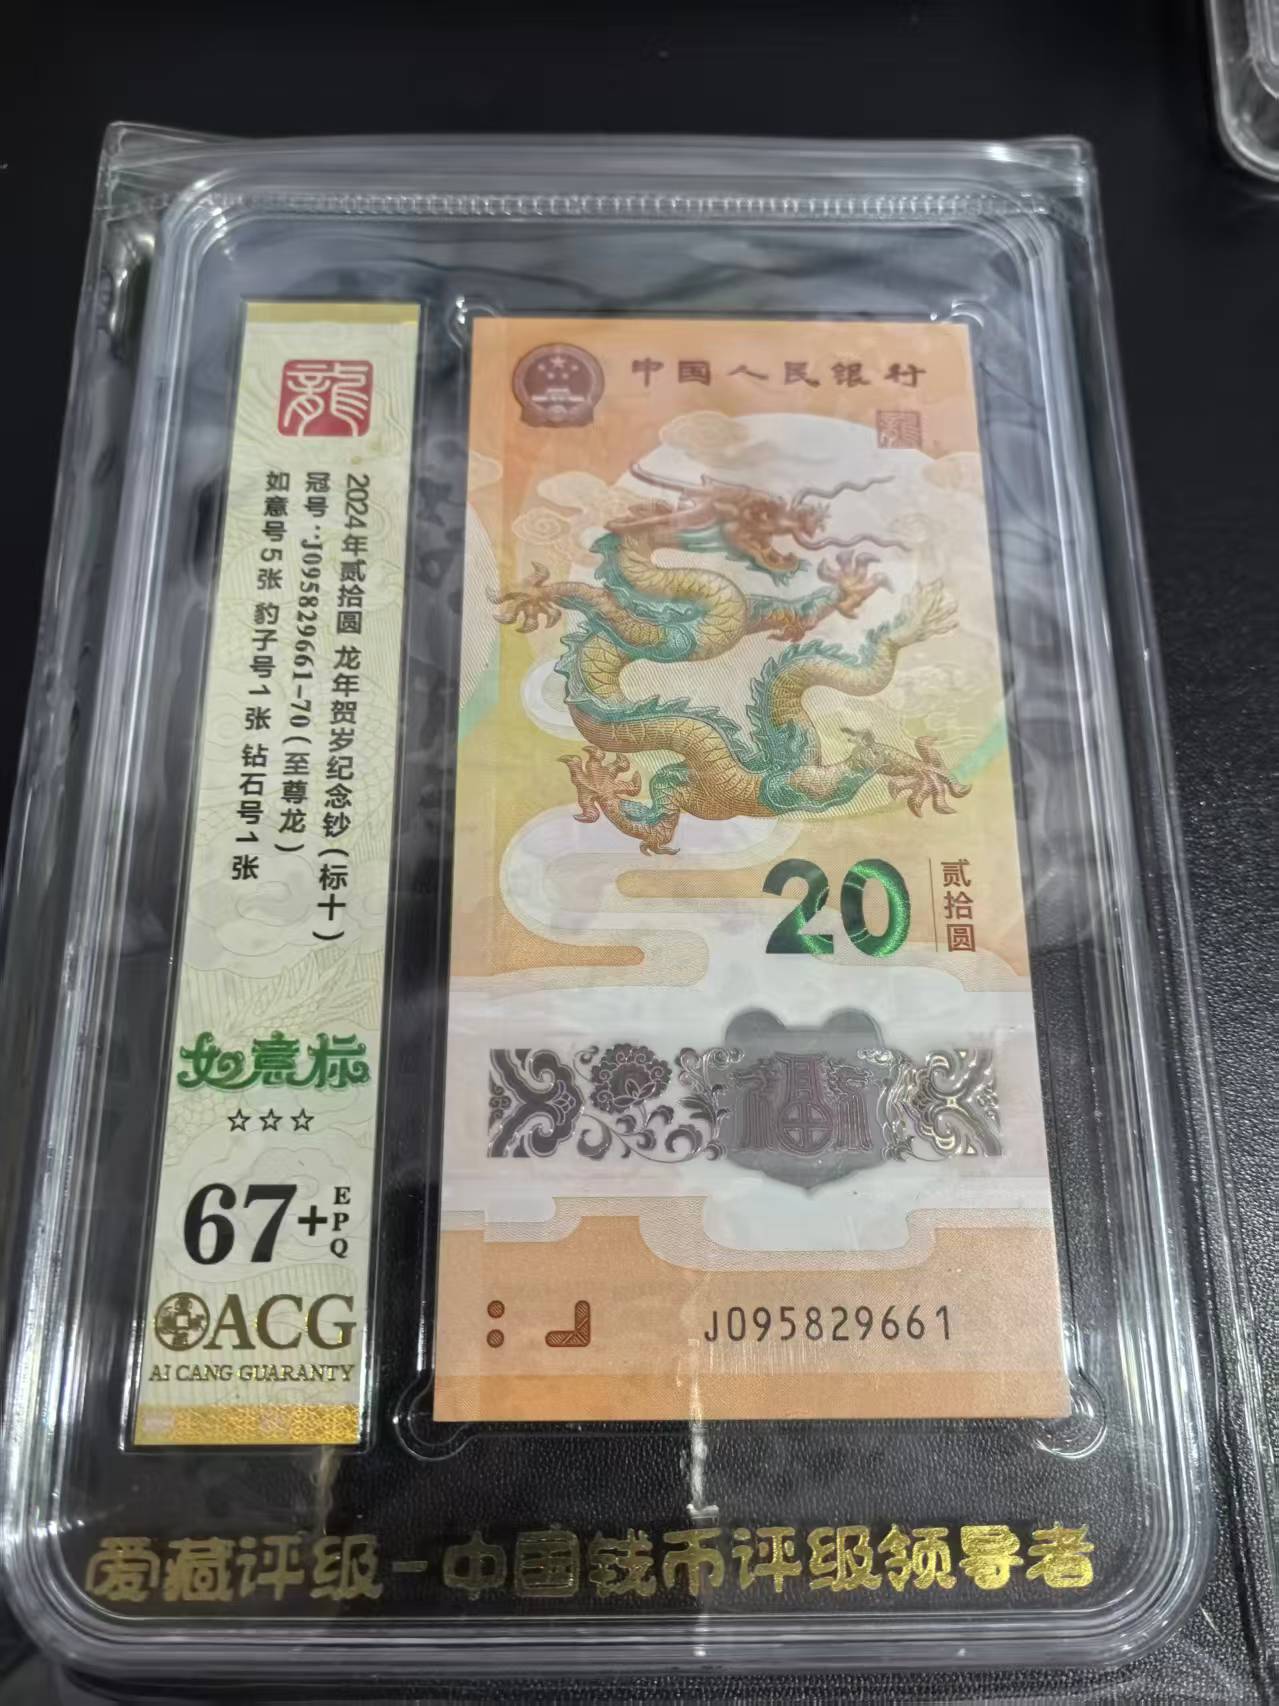 龍
2024年贰拾圆 龙年贺岁纪念钞(标十)
冠号:J095829661-70(至尊龙)
如意号5张 豹子号1张 钻石号1张
如意标
67+
EPQ
ACG
AI CANG GUARANTY
中国人民银行
龍
20
贰拾圆
J095829661
爱藏评级-中国钱币评级领导者